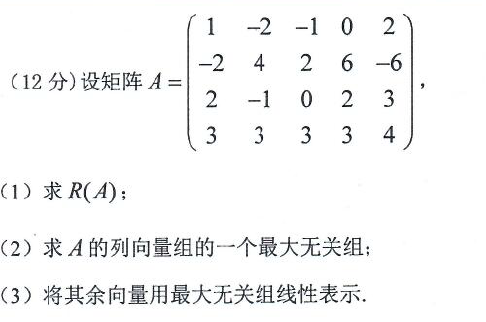 (12分)设矩阵 A = ( 1 -2 -1 0 2
-2 4 2 6 -6
2 -1 0 2 3
3 3 3 3 4 ) ,
(1) 求 R(A);
(2) 求 A 的列向量组的一个最大无关组;
(3) 将其余向量用最大无关组线性表示.